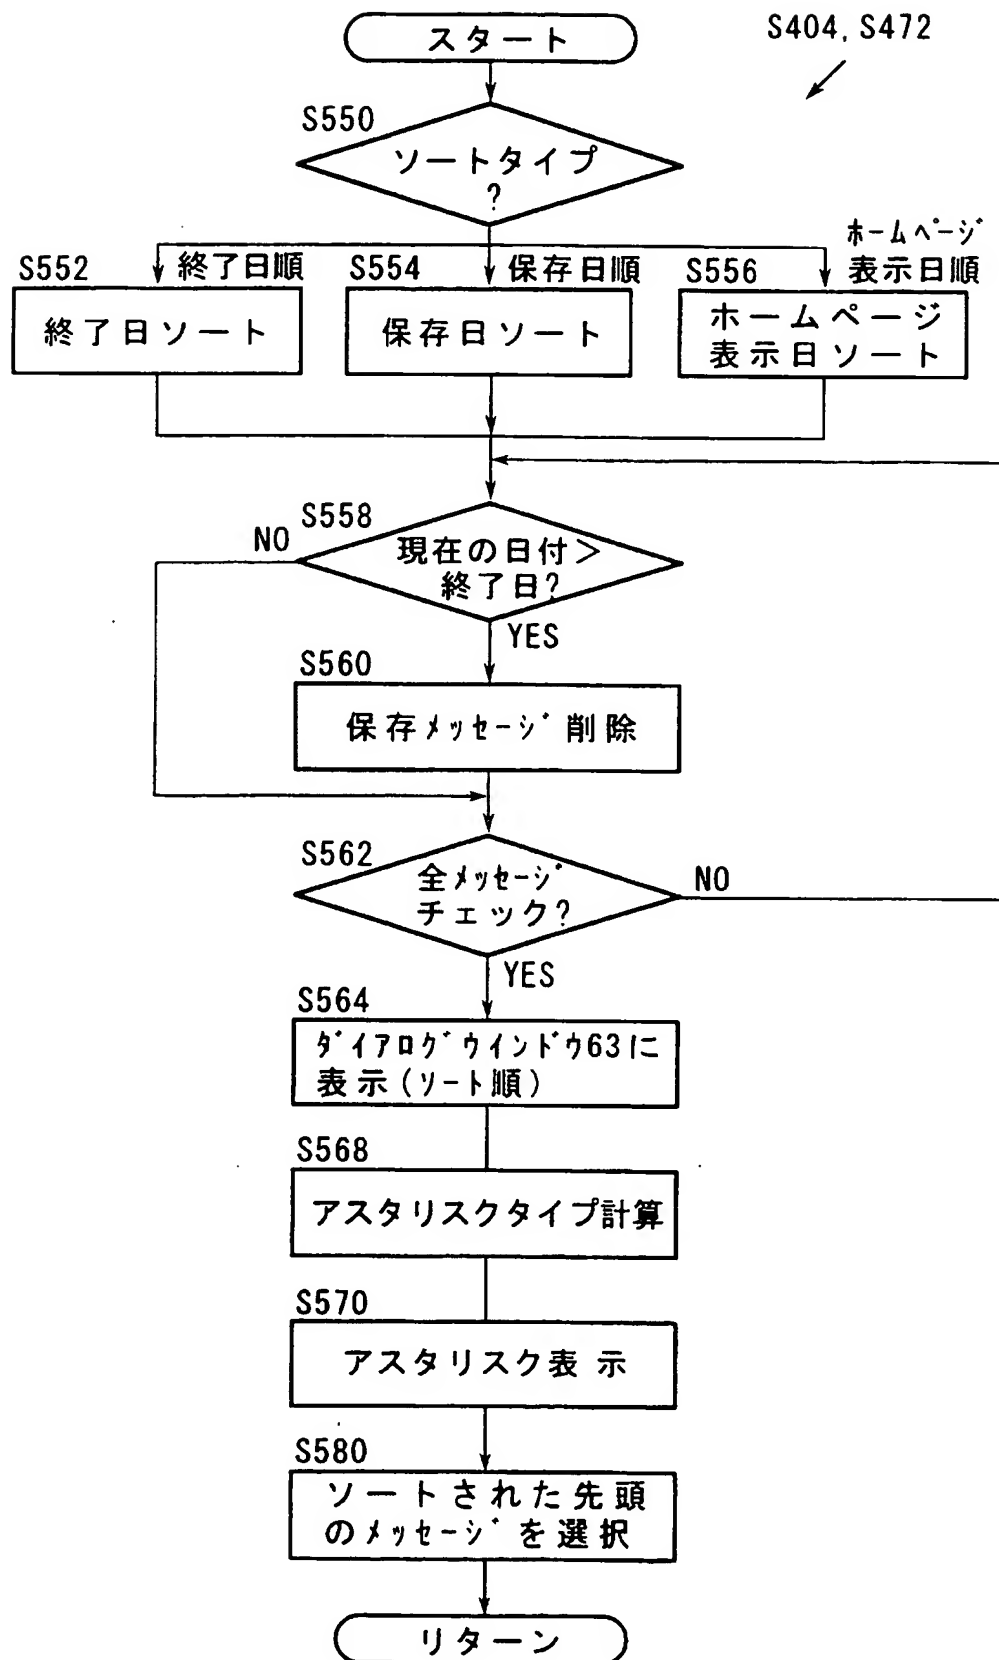 S404, S472
スタート
S550
ソートタイプ
?
ホームページ
S552
終了日順
S554
保存日順
S556
表示日順
終了日ソート
保存日ソート
ホームページ
表示日ソート
S558
NO
現在の日付>
終了日?
YES
S560
保存メッセージ削除
S562
全メッセージ
チェック?
NO
YES
S564
ダイアログウインドウ63に
表示(ソート順)
S568
アスタリスクタイプ計算
S570
アスタリスク表示
S580
ソートされた先頭
のメッセージを選択
リターン